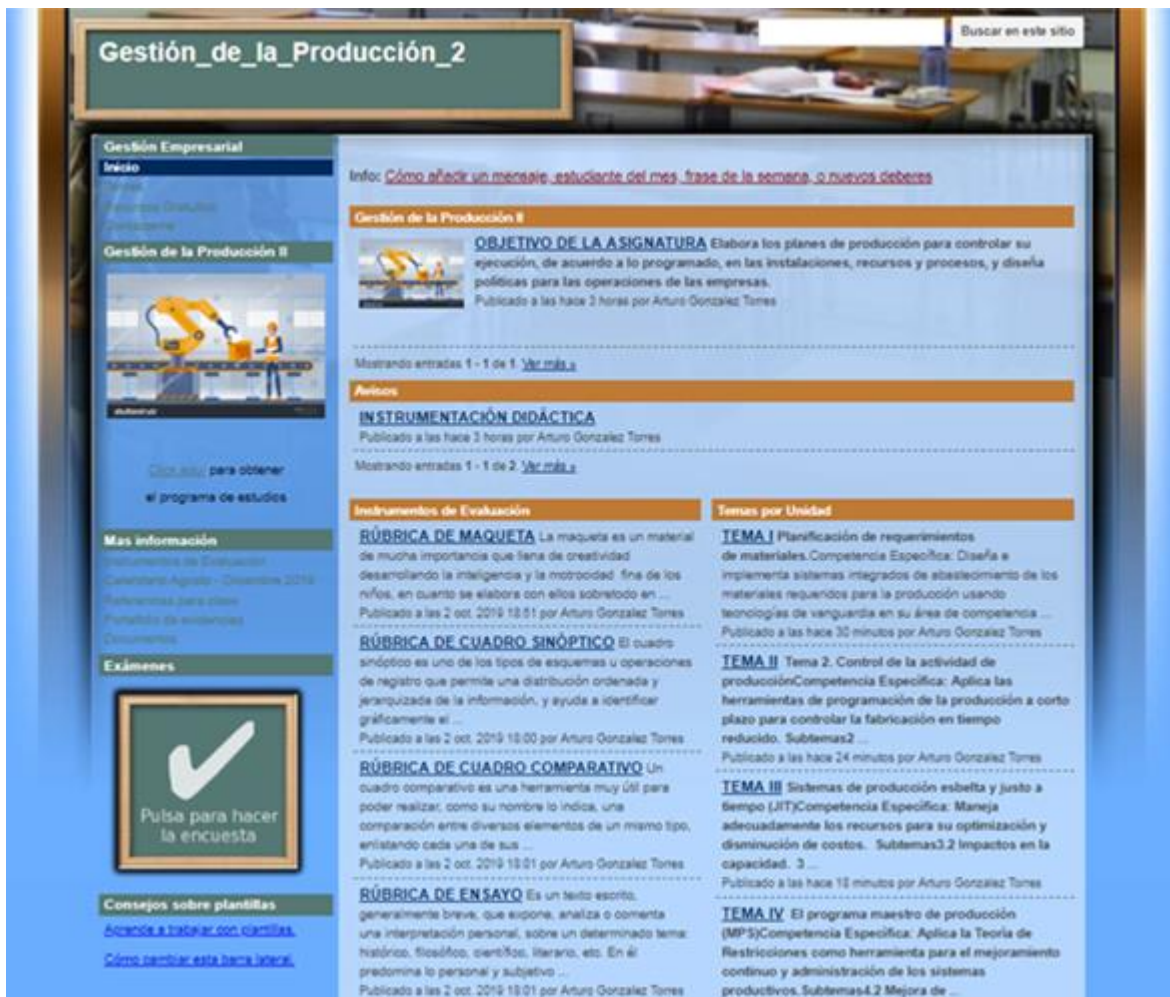 Gestión_de_la_Producción_2
Buscar en este sitio
Gestión Empresarial
Inicio
Gestión de la Producción II
Click aquí para obtener
el programa de estudios
Mas información
Instrumentos de Evaluación
Calendario Agosto - Diciembre 2019
Referencias para clase
Portafolio de evidencias
Documentos
Exámenes
Pulsa para hacer
la encuesta
Consejos sobre plantillas
Aprende a trabajar con plantillas.
Cómo cambiar esta barra lateral.
Info: Cómo añadir un mensaje, estudiante del mes, frase de la semana, o nuevos deberes
Gestión de la Producción II
OBJETIVO DE LA ASIGNATURA Elabora los planes de producción para controlar su
ejecución, de acuerdo a lo programado, en las instalaciones, recursos y procesos, y diseña
políticas para las operaciones de las empresas.
Publicado a las hace 3 horas por Arturo Gonzalez Torres
Mostrando entradas 1 - 1 de 1. Ver más »
Avisos
INSTRUMENTACIÓN DIDÁCTICA
Publicado a las hace 3 horas por Arturo Gonzalez Torres
Mostrando entradas 1 - 1 de 2. Ver más »
Instrumentos de Evaluación
RÚBRICA DE MAQUETA La maqueta es un material
de mucha importancia que llena de creatividad
desarrollando la inteligencia y la motrocidad fina de los
niños, en cuanto se elabora con ellos sobretodo en ...
Publicado a las 2 oct. 2019 18:51 por Arturo Gonzalez Torres
RÚBRICA DE CUADRO SINÓPTICO El cuadro
sinóptico es uno de los tipos de esquemas u operaciones
de registro que permite una distribución ordenada y
jerarquizada de la información, y ayuda a identificar
gráficamente el ...
Publicado a las 2 oct. 2019 18:00 por Arturo Gonzalez Torres
RÚBRICA DE CUADRO COMPARATIVO Un
cuadro comparativo es una herramienta muy útil para
poder realizar, como su nombre lo indica, una
comparación entre diversos elementos de un mismo tipo,
enlistando cada una de sus ...
Publicado a las 2 oct. 2019 18:01 por Arturo Gonzalez Torres
RÚBRICA DE ENSAYO Es un texto escrito,
generalmente breve, que expone, analiza o comenta
una interpretación personal, sobre un determinado tema:
histórico, filosófico, científico, literario, etc. En él
predomina lo personal y subjetivo ...
Publicado a las 2 oct. 2019 18:01 por Arturo Gonzalez Torres
Temas por Unidad
TEMA I Planificación de requerimientos
de materiales.Competencia Específica: Diseña e
implementa sistemas integrados de abastecimiento de los
materiales requeridos para la producción usando
tecnologías de vanguardia en su área de competencia ...
Publicado a las hace 30 minutos por Arturo Gonzalez Torres
TEMA II Tema 2. Control de la actividad de
producciónCompetencia Específica: Aplica las
herramientas de programación de la producción a corto
plazo para controlar la fabricación en tiempo
reducido. Subtemas2 ...
Publicado a las hace 24 minutos por Arturo Gonzalez Torres
TEMA III Sistemas de producción esbelta y justo a
tiempo (JIT)Competencia Específica: Maneja
adecuadamente los recursos para su optimización y
disminución de costos. Subtemas3.2 Impactos en la
capacidad. 3 ...
Publicado a las hace 18 minutos por Arturo Gonzalez Torres
TEMA IV El programa maestro de producción
(MPS)Competencia Específica: Aplica la Teoría de
Restricciones como herramienta para el mejoramiento
continuo y administración de los sistemas
productivos.Subtemas4.2 Mejora de ...